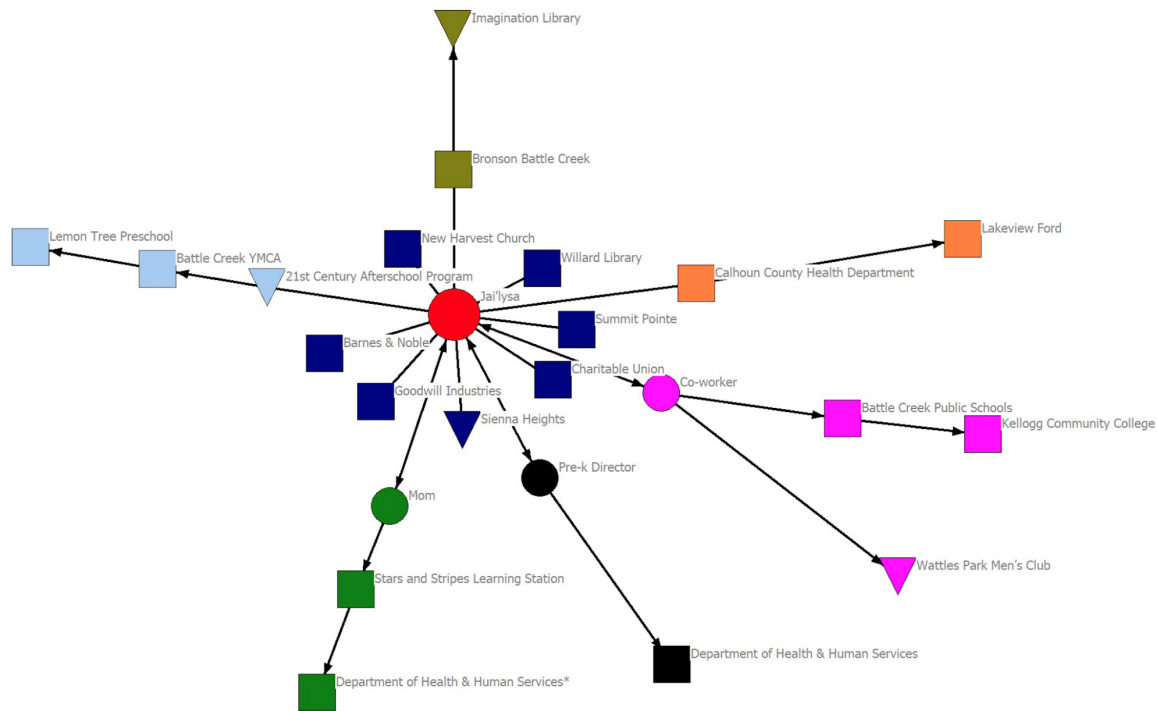 Imagination Library
Bronson Battle Creek
New Harvest Church
Lakeview Ford
Lemon Tree Preschool
Willard Library
Battle Creek YMCA
21st Century Afterschool Program
Calhoun County Health Department
Jai'lysa
Summit Pointe
Barnes & Noble
Charitable Union
Co-worker
Goodwill Industries
Battle Creek Public Schools
Sienna Heights
Kellogg Community College
Pre-k Director
Mom
Wattles Park Men's Club
Stars and Stripes Learning Station
Department of Health & Human Services
Department of Health & Human Services*